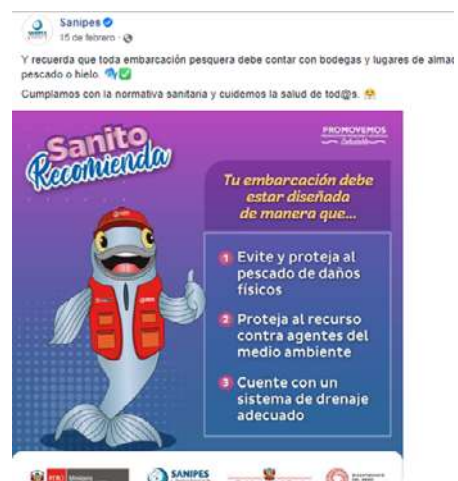 Sanipes
15 de febrero
Y recuerda que toda embarcación pesquera debe contar con bodegas y lugares de almac
pescado o hielo.
Cumplamos con la normativa sanitaria y cuidemos la salud de tod@s.
Sanito
Recomienda
PROMOVEMOS
Tu embarcación debe
estar diseñada
de manera que...
1 Evite y proteja al
pescado de daños
físicos
2 Proteja al recurso
contra agentes del
medio ambiente
3 Cuente con un
sistema de drenaje
adecuado
PERÚ Ministerio
SANIPES